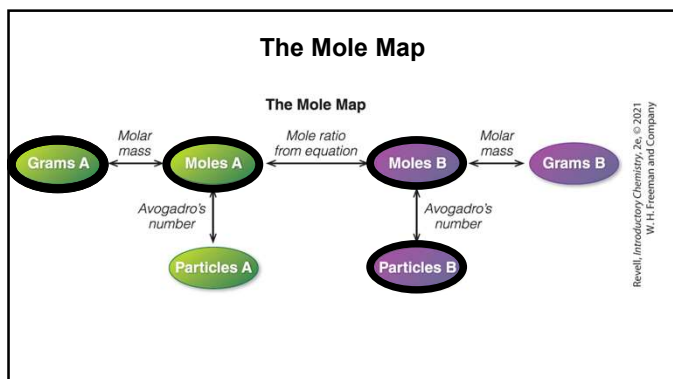 The Mole Map
The Mole Map
Molar
mass
Mole ratio
from equation
Molar
mass
Grams A
Moles A
Moles B
Grams B
Avogadro's
number
Avogadro's
number
Particles A
Particles B
Revell, Introductory Chemistry, 2e, © 2021
W. H. Freeman and Company